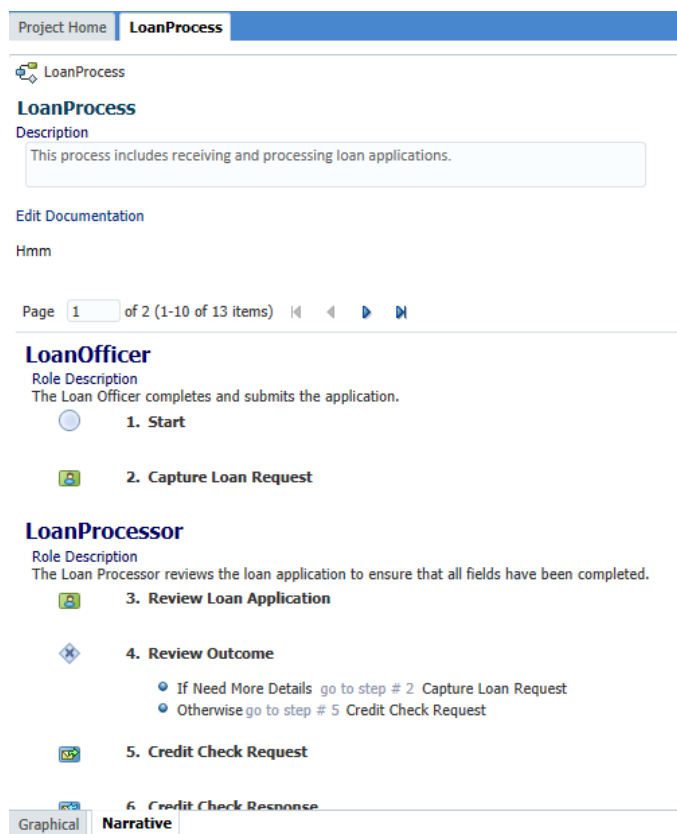 Project Home LoanProcess
LoanProcess
LoanProcess
Description
This process includes receiving and processing loan applications.
Edit Documentation
Hmm
Page 1 of 2 (1-10 of 13 items)
LoanOfficer
Role Description
The Loan Officer completes and submits the application.
1. Start
2. Capture Loan Request
LoanProcessor
Role Description
The Loan Processor reviews the loan application to ensure that all fields have been completed.
3. Review Loan Application
4. Review Outcome
If Need More Details go to step # 2 Capture Loan Request
Otherwise go to step # 5 Credit Check Request
5. Credit Check Request
6. Credit Check Response
Graphical Narrative